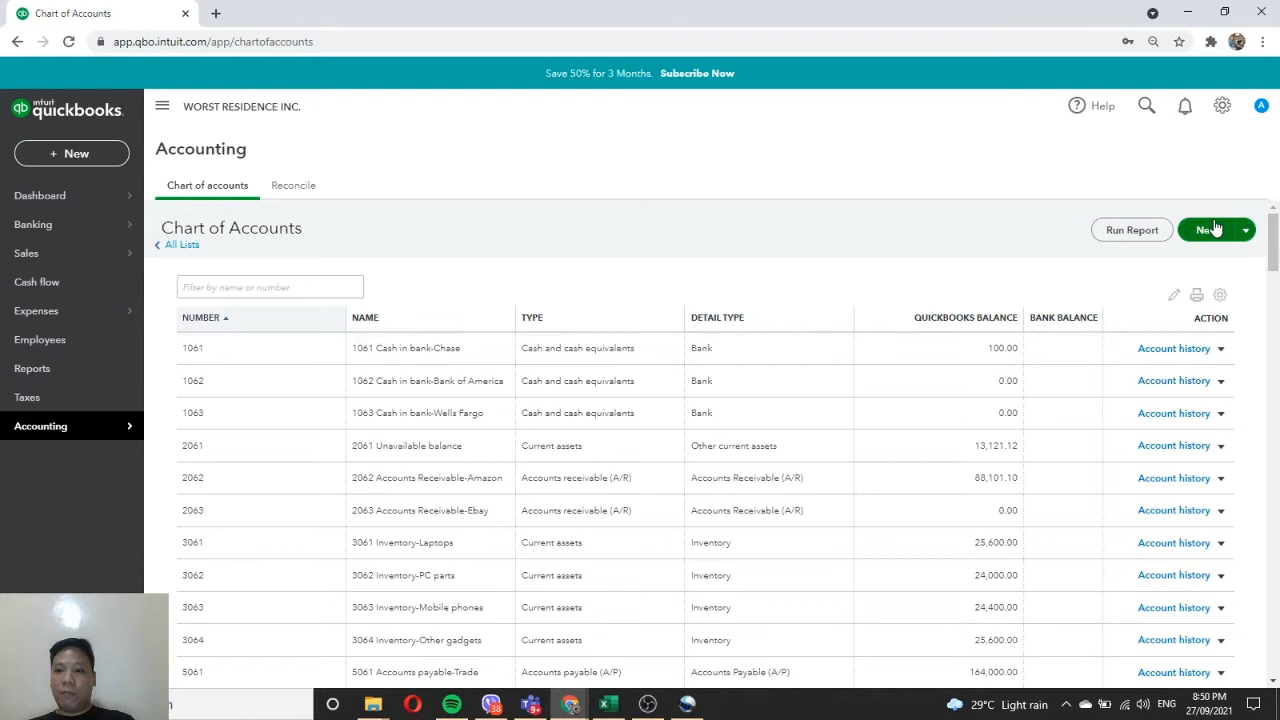 Chart of Accounts
app.qbo.intuit.com/app/chartofaccounts
Save 50% for 3 Months. Subscribe Now
intuit quickbooks.
WORST RESIDENCE INC.
Help
A
+ New
Dashboard
Banking
Sales
Cash flow
Expenses
Employees
Reports
Taxes
Accounting
Accounting
Chart of accounts Reconcile
Chart of Accounts
All Lists
Run Report
Filter by name or number
NUMBER NAME TYPE DETAIL TYPE QUICKBOOKS BALANCE BANK BALANCE ACTION
1061 1061 Cash in bank-Chase Cash and cash equivalents Bank 100.00 Account history
1062 1062 Cash in bank-Bank of America Cash and cash equivalents Bank 0.00 Account history
1063 1063 Cash in bank-Wells Fargo Cash and cash equivalents Bank 0.00 Account history
2061 2061 Unavailable balance Current assets Other current assets 13,121.12 Account history
2062 2062 Accounts Receivable-Amazon Accounts receivable (A/R) Accounts Receivable (A/R) 88,101.10 Account history
2063 2063 Accounts Receivable-Ebay Accounts receivable (A/R) Accounts Receivable (A/R) 0.00 Account history
3061 3061 Inventory-Laptops Current assets Inventory 25,600.00 Account history
3062 3062 Inventory-PC parts Current assets Inventory 24,000.00 Account history
3063 3063 Inventory-Mobile phones Current assets Inventory 24,400.00 Account history
3064 3064 Inventory-Other gadgets Current assets Inventory 25,600.00 Account history
5061 5061 Accounts payable-Trade Accounts payable (A/P) Accounts Payable (A/P) 164,000.00 Account history
29°C Light rain
ENG
8:50 PM
27/09/2021